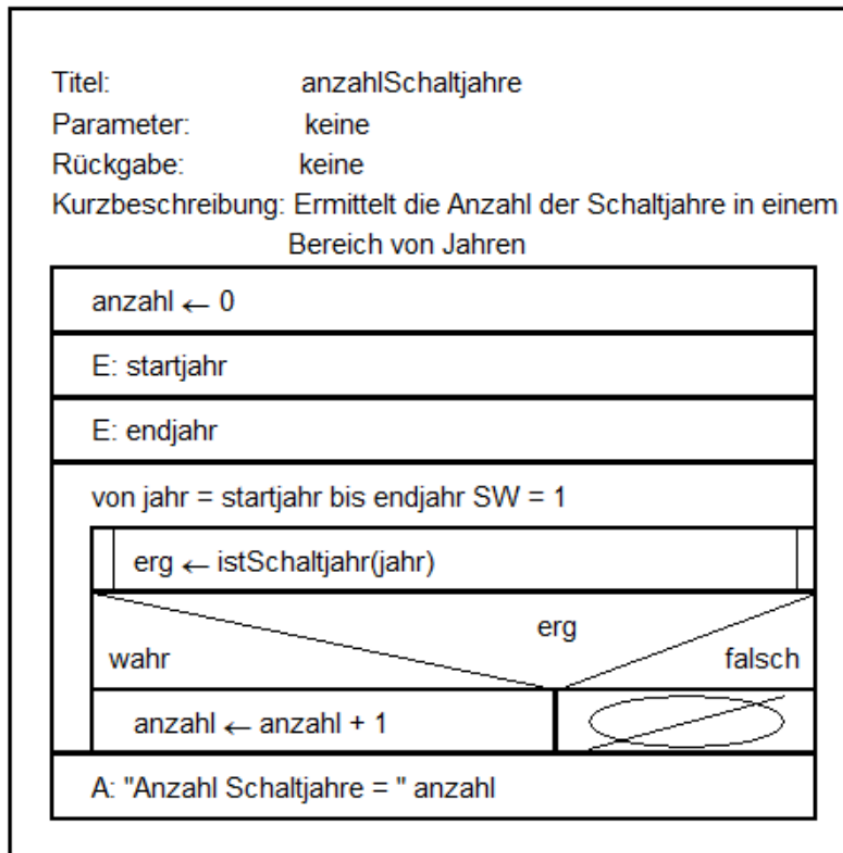 Titel: anzahlSchaltjahre
Parameter: keine
Rückgabe: keine
Kurzbeschreibung: Ermittelt die Anzahl der Schaltjahre in einem
Bereich von Jahren
anzahl ← 0
E: startjahr
E: endjahr
von jahr = startjahr bis endjahr SW = 1
erg ← istSchaltjahr(jahr)
erg
wahr falsch
anzahl ← anzahl + 1
A: "Anzahl Schaltjahre = " anzahl